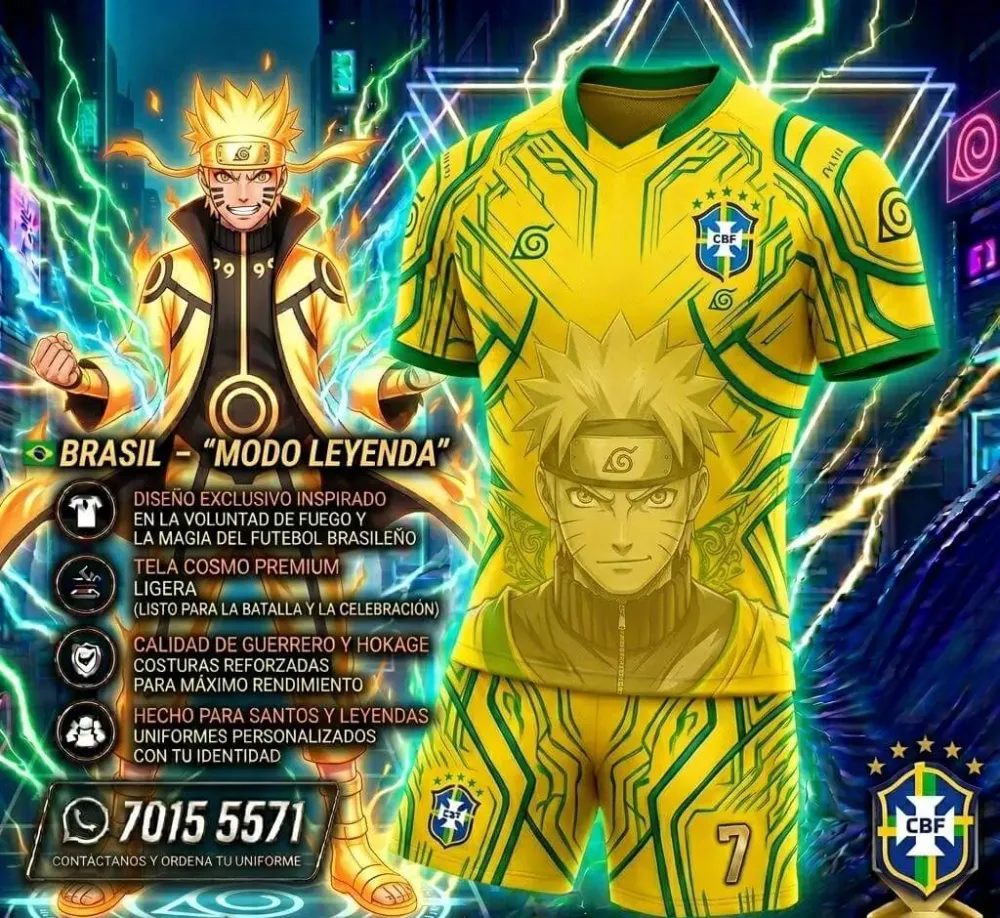 BRASIL – "MODO LEYENDA"
DISEÑO EXCLUSIVO INSPIRADO
EN LA VOLUNTAD DE FUEGO Y
LA MAGIA DEL FUTEBOL BRASILEÑO
TELA COSMO PREMIUM
LIGERA
(LISTO PARA LA BATALLA Y LA CELEBRACIÓN)
CALIDAD DE GUERRERO Y HOKAGE
COSTURAS REFORZADAS
PARA MÁXIMO RENDIMIENTO
HECHO PARA SANTOS Y LEYENDAS
UNIFORMES PERSONALIZADOS
CON TU IDENTIDAD
7015 5571
CONTÁCTANOS Y ORDENA TU UNIFORME
CBF
7
CBF